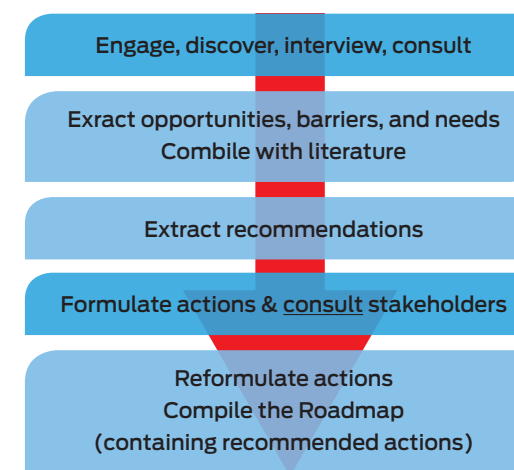 Engage, discover, interview, consult
Exract opportunities, barriers, and needs
Combile with literature
Extract recommendations
Formulate actions & consult stakeholders
Reformulate actions
Compile the Roadmap
(containing recommended actions)